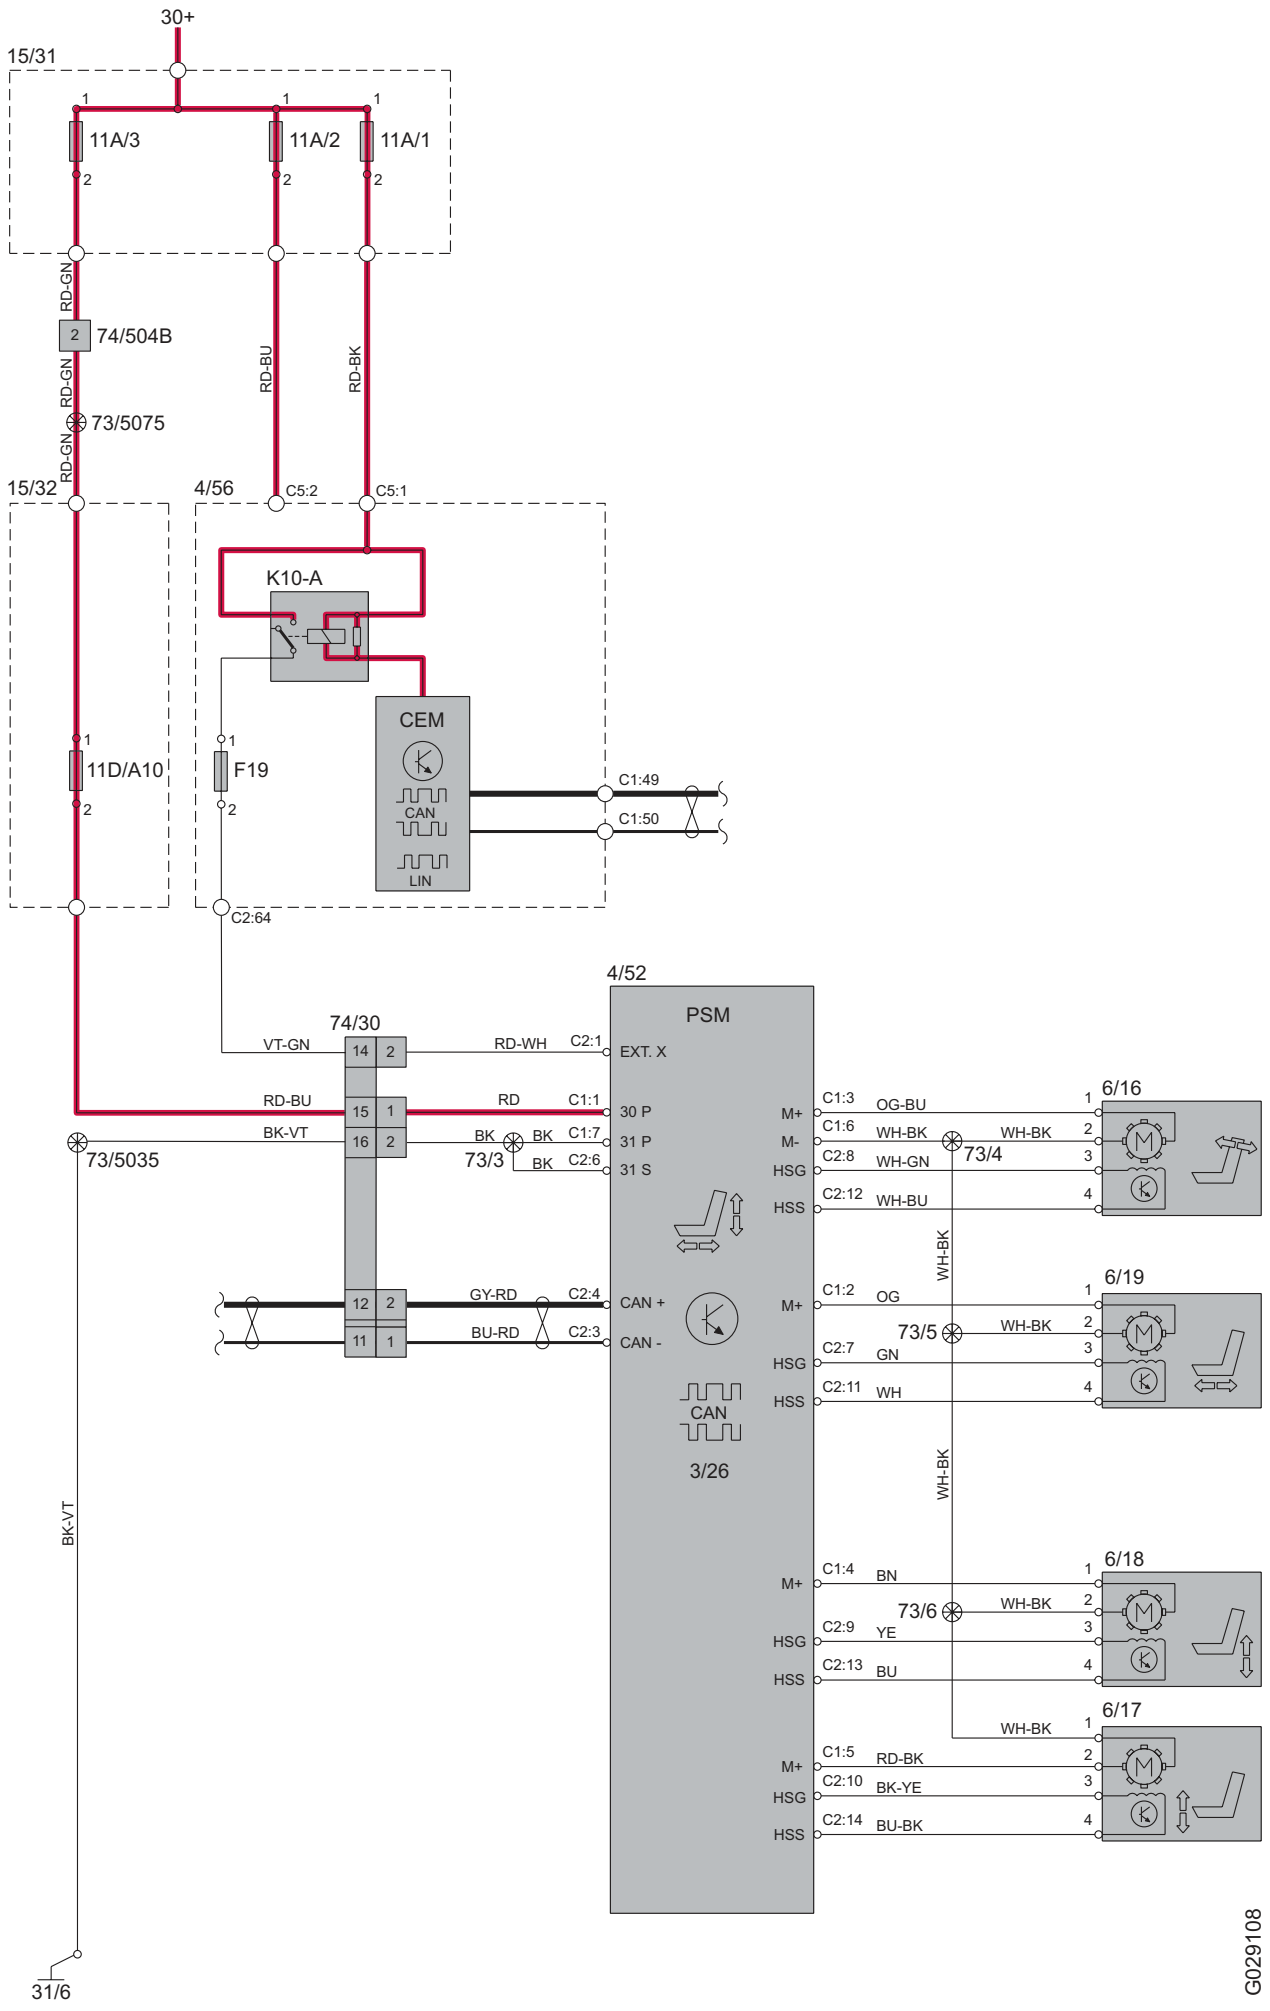 30+
15/31
1 1 1
11A/3 11A/2 11A/1
2 2 2
RD-GN
2 74/504B
RD-GN
RD-BU
RD-BK
73/5075
RD-GN
15/32 4/56 C5:2 C5:1
K10-A
CEM
1 1
11D/A10 F19
2 2
CAN
LIN
C1:49
C1:50
C2:64
4/52
PSM
74/30
VT-GN 14 2 RD-WH C2:1 EXT. X
RD-BU 15 1 RD C1:1 30 P
BK-VT 16 2 BK BK C1:7 31 P
73/5035 73/3 BK C2:6 31 S
12 2 GY-RD C2:4 CAN +
11 1 BU-RD C2:3 CAN -
CAN
3/26
6/16
M+ C1:3 OG-BU 1
M- C1:6 WH-BK WH-BK 2 M
73/4
HSG C2:8 WH-GN 3
HSS C2:12 WH-BU 4
WH-BK
6/19
M+ C1:2 OG 1
73/5 WH-BK 2 M
HSG C2:7 GN 3
HSS C2:11 WH 4
WH-BK
6/18
M+ C1:4 BN 1
73/6 WH-BK 2 M
HSG C2:9 YE 3
HSS C2:13 BU 4
6/17
WH-BK 1
M+ C1:5 RD-BK 2 M
HSG C2:10 BK-YE 3
HSS C2:14 BU-BK 4
BK-VT
31/6
G029108